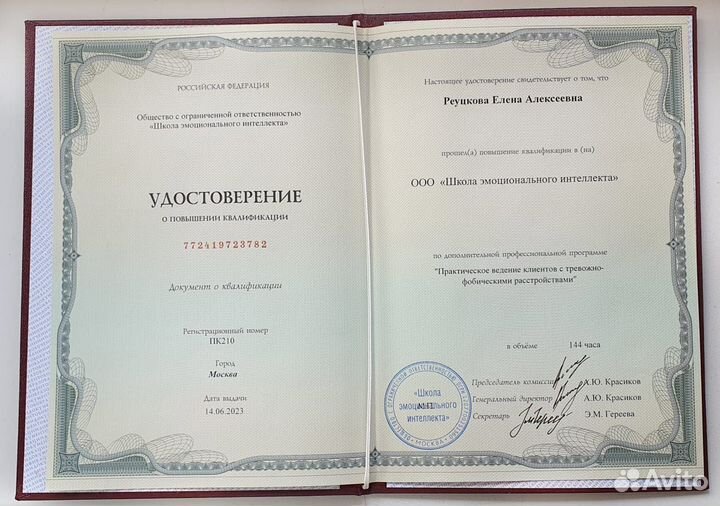 РОССИЙСКАЯ ФЕДЕРАЦИЯ
Общество с ограниченной ответственностью
«Школа эмоционального интеллекта»
УДОСТОВЕРЕНИЕ
О ПОВЫШЕНИИ КВАЛИФИКАЦИИ
772419723782
Документ о квалификации
Регистрационный номер
ПК210
Город
Москва
Дата выдачи
14.06.2023
Настоящее удостоверение свидетельствует о том, что
Реуцкова Елена Алексеевна
прошел(а) повышение квалификации в (на)
ООО «Школа эмоционального интеллекта»
по дополнительной профессиональной программе
"Практическое ведение клиентов с тревожно-
фобическими расстройствами"
в объёме 144 часа
Председатель комиссии А.Ю. Красиков
Генеральный директор А.Ю. Красиков
Секретарь Э.М. Гереева
«Школа
эмоционального
интеллекта»
М.П.
МОСКВА
Avito